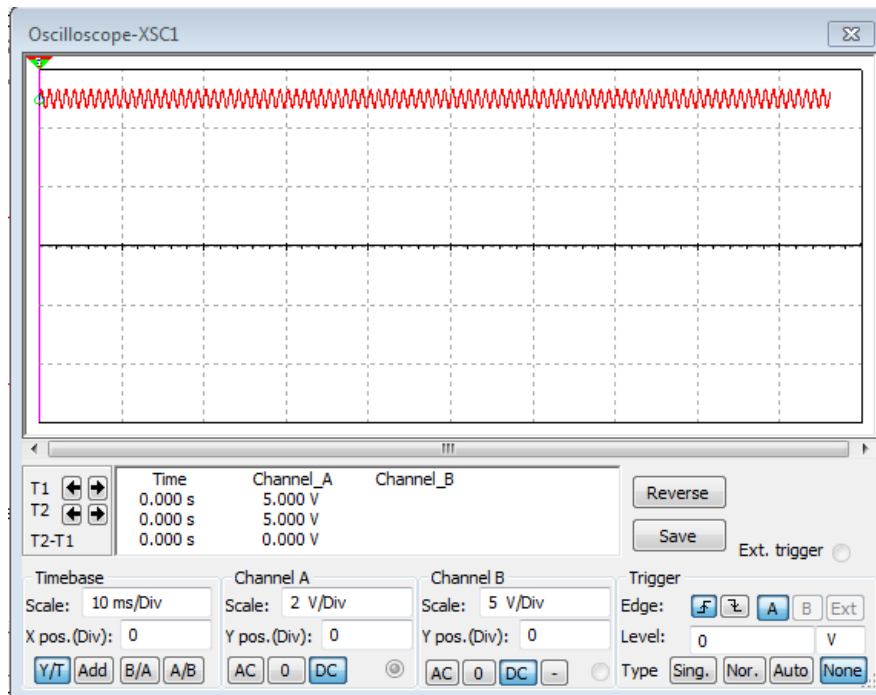 Oscilloscope-XSC1
Time Channel_A Channel_B
T1 0.000 s 5.000 V
T2 0.000 s 5.000 V
T2-T1 0.000 s 0.000 V
Reverse
Save
Ext. trigger
Timebase
Scale: 10 ms/Div
X pos.(Div): 0
Y/T Add B/A A/B
Channel A
Scale: 2 V/Div
Y pos.(Div): 0
AC 0 DC
Channel B
Scale: 5 V/Div
Y pos.(Div): 0
AC 0 DC -
Trigger
Edge: A B Ext
Level: 0 V
Type Sing. Nor. Auto None